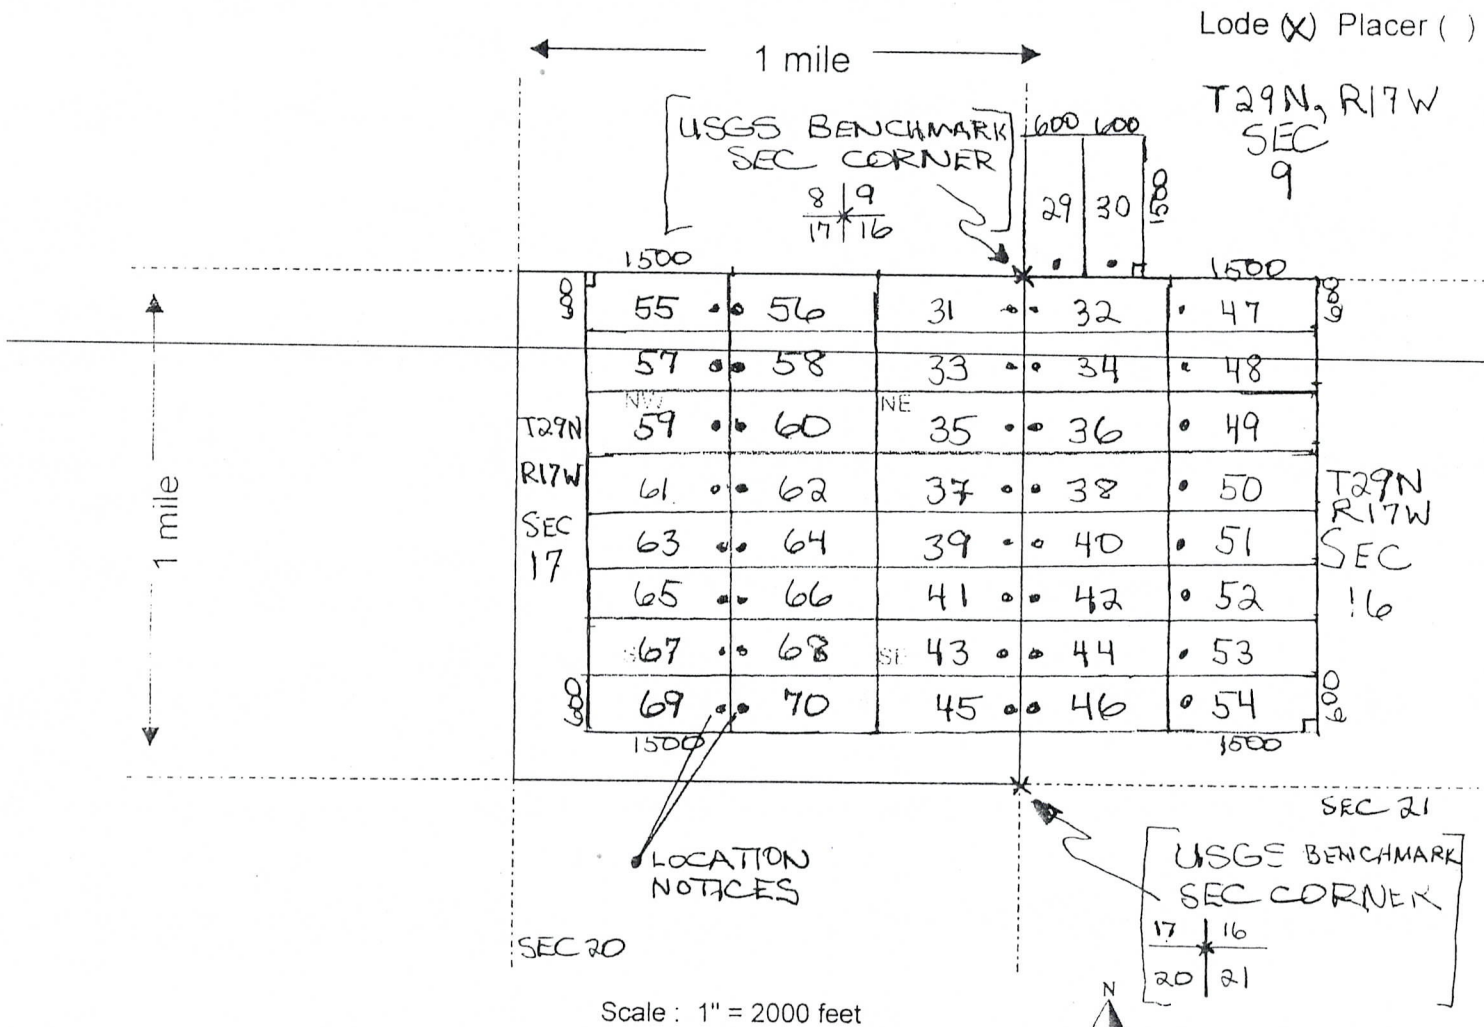 Lode (X) Placer ( )
1 mile
T29N, R17W
SEC
9
USGS BENCHMARK
SEC CORNER
8 9
17 16
600 600
29 30
1500
1500
1500
600
55 56 31 32 47
600
57 58 33 34 48
NW
NE
59 60 35 36 49
T29N
R17W
SEC
17
61 62 37 38 50
63 64 39 40 51
65 66 41 42 52
T29N
R17W
SEC
16
1 mile
67 68 SE 43 44 53
600
69 70 45 46 54
600
1500
1500
LOCATION
NOTICES
SEC 21
USGS BENCHMARK
SEC CORNER
17 16
20 21
SEC 20
N
Scale : 1" = 2000 feet